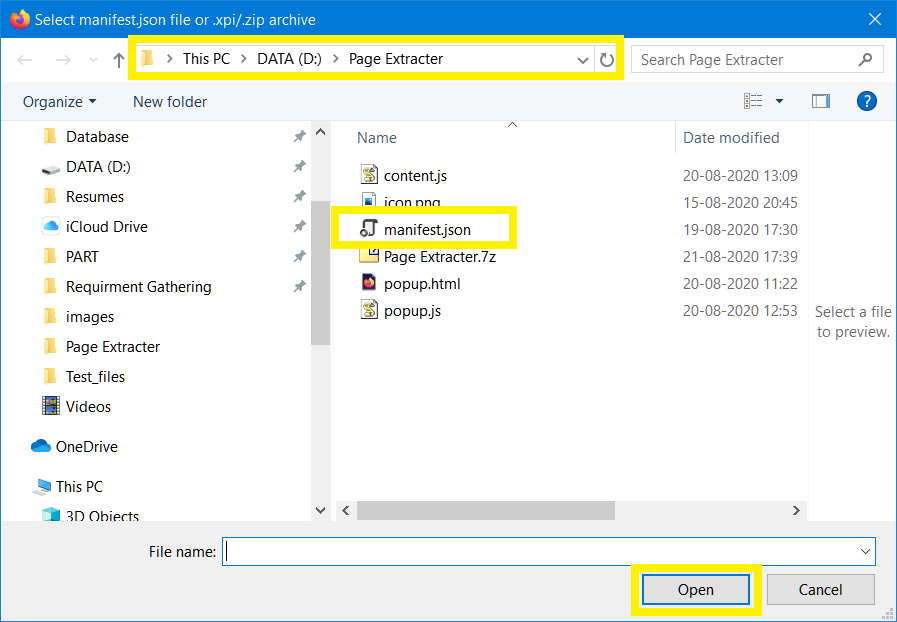 Select manifest.json file or .xpi/.zip archive
This PC > DATA (D:) > Page Extracter
Search Page Extracter
Organize
New folder
?
Database
DATA (D:)
Resumes
iCloud Drive
PART
Requirment Gathering
images
Page Extracter
Test_files
Videos
OneDrive
This PC
3D Objects
Name Date modified
content.js 20-08-2020 13:09
icon.png 15-08-2020 20:45
manifest.json 19-08-2020 17:30
Page Extracter.7z 21-08-2020 17:39
popup.html 20-08-2020 11:22
popup.js 20-08-2020 12:53
Select a file
to preview.
File name:
Open
Cancel